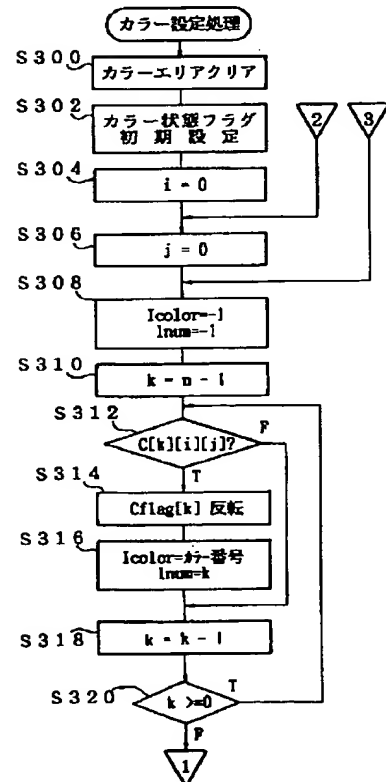 カラー設定処理
S300
カラーエリアクリア
S302
カラー状態フラグ
初期設定
2
3
S304
i = 0
S306
j = 0
S308
Icolor=-1
lnum=-1
S310
k = n - 1
S312
C[k][i][j]?
F
T
S314
Cflag[k] 反転
S316
Icolor=カラー番号
lnum=k
S318
k = k - 1
S320
k >=0
T
F
1